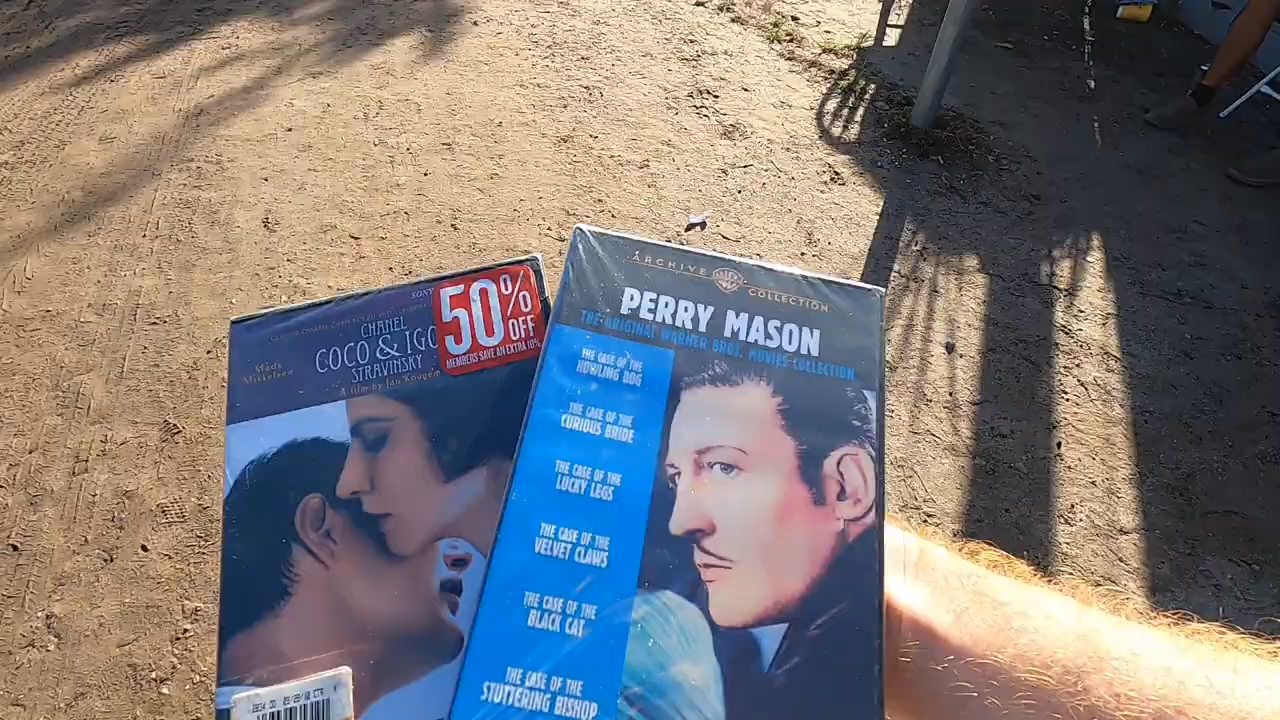 SONY
CHANEL
COCO & IGO
STRAVINSKY
A film by Jan Kounen
Mads
Mikkelsen
50%
OFF
MEMBERS SAVE AN EXTRA 10%
ARCHIVE
COLLECTION
PERRY MASON
THE ORIGINAL WARNER BROS. MOVIES COLLECTION
THE CASE OF THE
HOWLING DOG
THE CASE OF THE
CURIOUS BRIDE
THE CASE OF THE
LUCKY LEGS
THE CASE OF THE
VELVET CLAWS
THE CASE OF THE
BLACK CAT
THE CASE OF THE
STUTTERING BISHOP